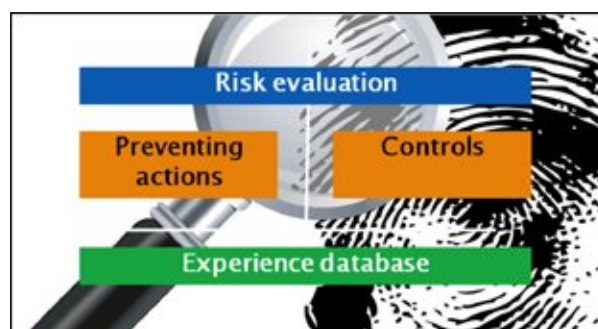 Risk evaluation
Preventing
actions
Controls
Experience database